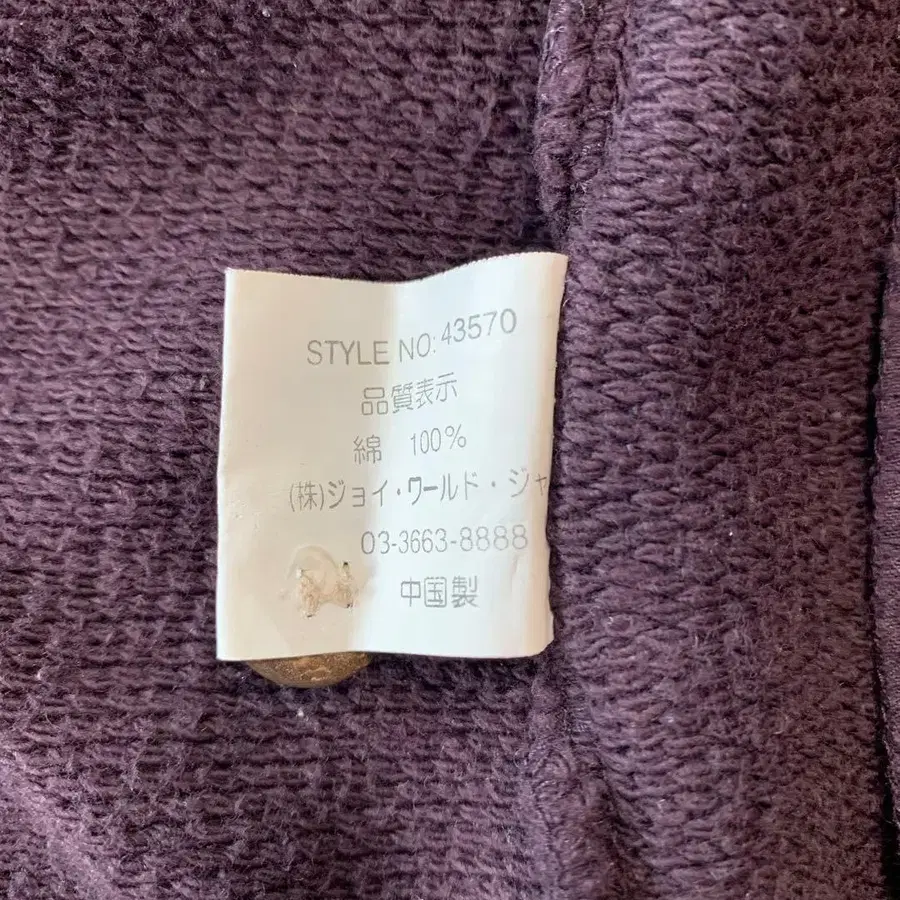 STYLE NO: 43570
品質表示
綿 100%
(株)ジョイ・ワールド・ジャ
03-3663-8888
中国製